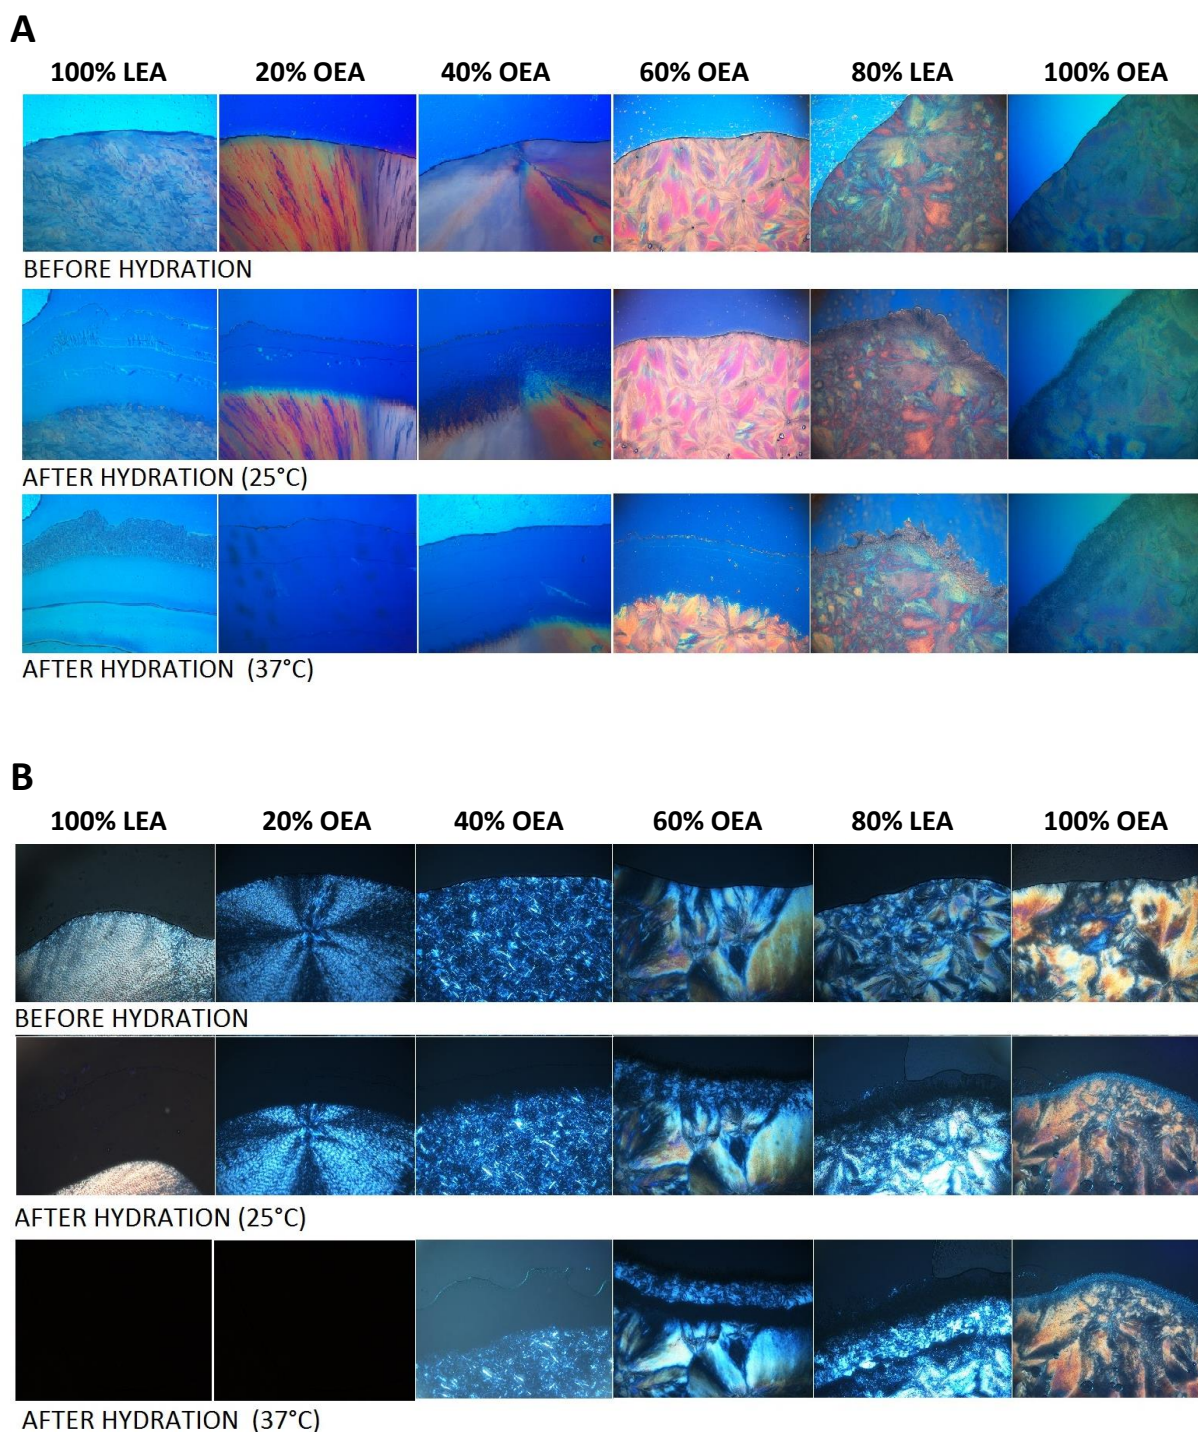 A
100% LEA 20% OEA 40% OEA 60% OEA 80% LEA 100% OEA
BEFORE HYDRATION
AFTER HYDRATION (25°C)
AFTER HYDRATION (37°C)
B
100% LEA 20% OEA 40% OEA 60% OEA 80% LEA 100% OEA
BEFORE HYDRATION
AFTER HYDRATION (25°C)
AFTER HYDRATION (37°C)